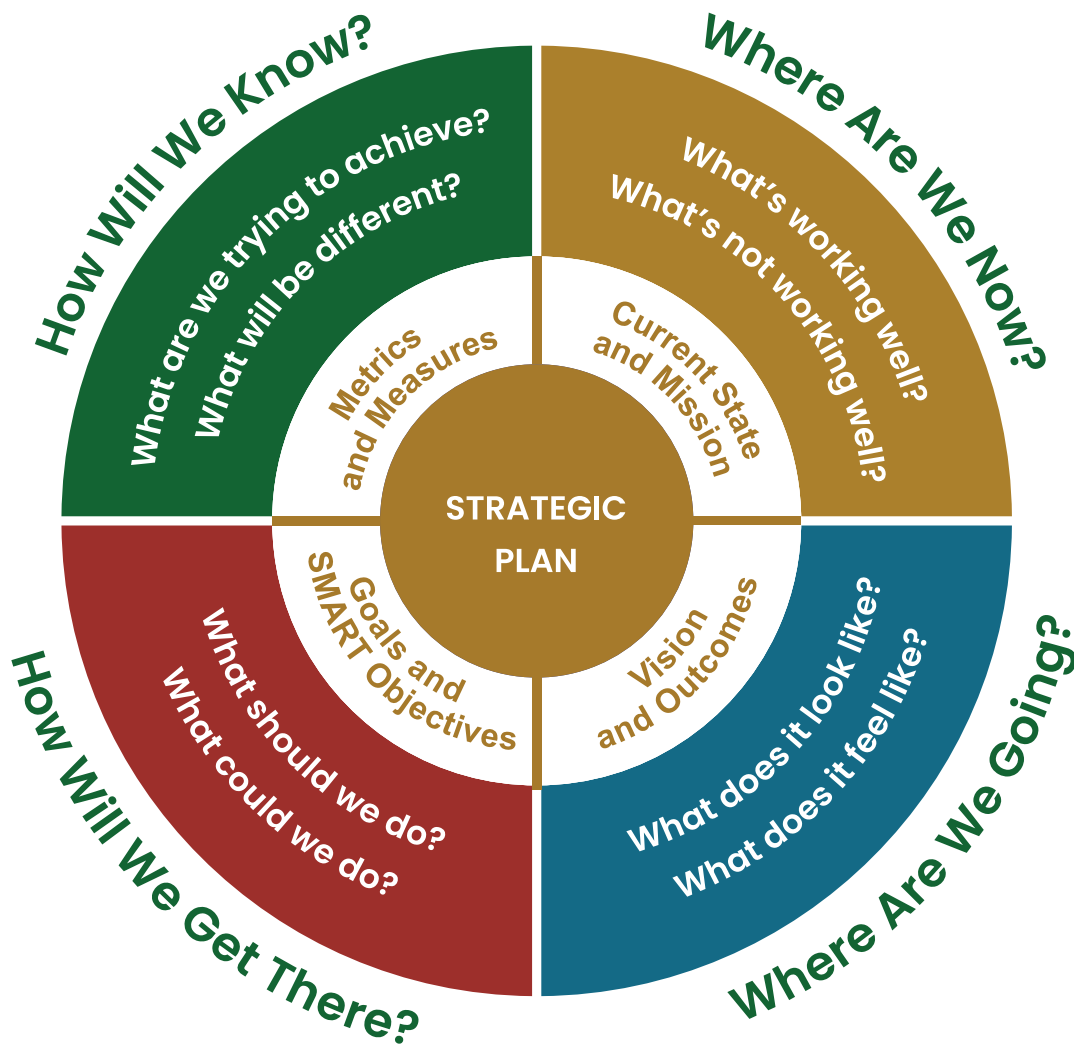 How Will We Know?
What are we trying to achieve?
What will be different?
Metrics
and Measures
Where Are We Now?
What’s working well?
What’s not working well?
Current State
and Mission
STRATEGIC
PLAN
Where Are We Going?
Vision
and Outcomes
What does it look like?
What does it feel like?
How Will We Get There?
Goals and
SMART Objectives
What should we do?
What could we do?